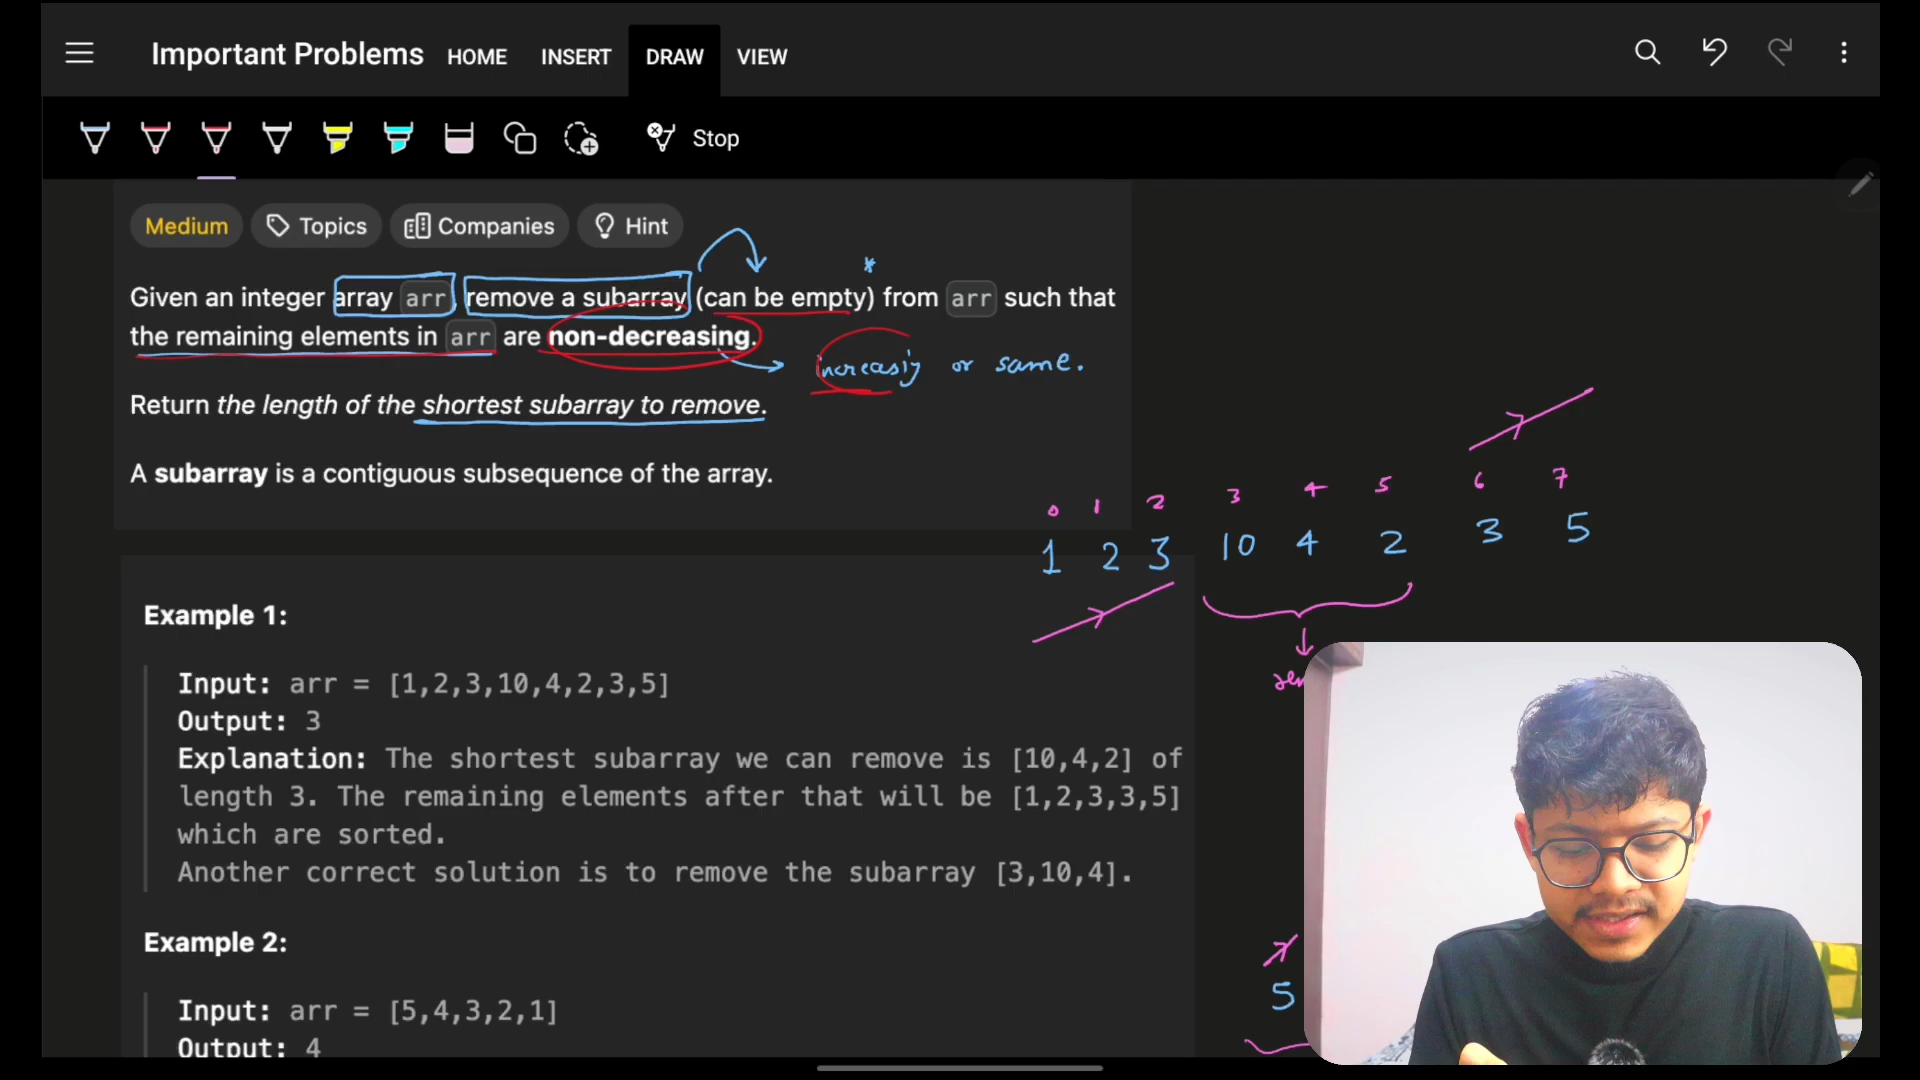 Important Problems HOME INSERT DRAW VIEW
Stop
Medium Topics Companies Hint
*
Given an integer array arr, remove a subarray (can be empty) from arr such that
the remaining elements in arr are non-decreasing.
increasig or same.
Return the length of the shortest subarray to remove.
A subarray is a contiguous subsequence of the array.
0 1 2 3 4 5 6 7
1 2 3 10 4 2 3 5
Example 1:
Input: arr = [1,2,3,10,4,2,3,5]
Output: 3
Explanation: The shortest subarray we can remove is [10,4,2] of
length 3. The remaining elements after that will be [1,2,3,3,5]
which are sorted.
Another correct solution is to remove the subarray [3,10,4].
Example 2:
5
Input: arr = [5,4,3,2,1]
Output: 4